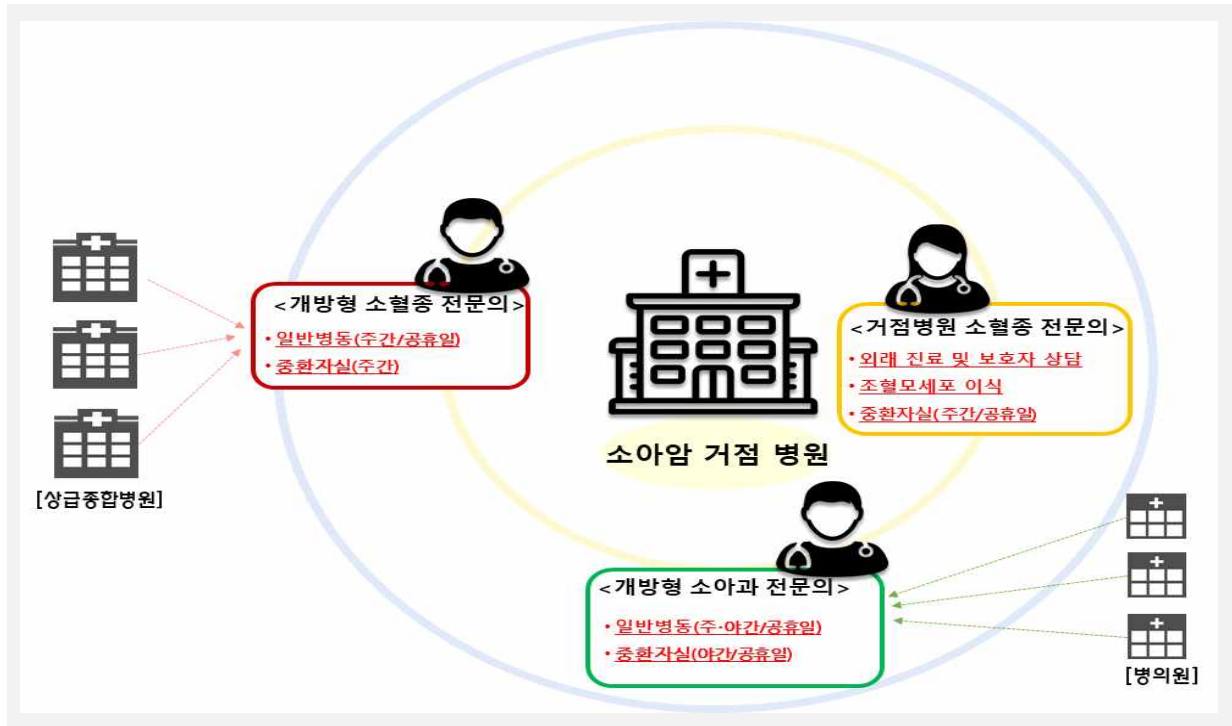 <개방형 소혈종 전문의>
• 일반병동(주간/공휴일)
• 중환자실(주간)
[상급종합병원]
소아암 거점 병원
<거점병원 소혈종 전문의>
• 외래 진료 및 보호자 상담
• 조혈모세포 이식
• 중환자실(주간/공휴일)
<개방형 소아과 전문의>
• 일반병동(주·야간/공휴일)
• 중환자실(야간/공휴일)
[병의원]